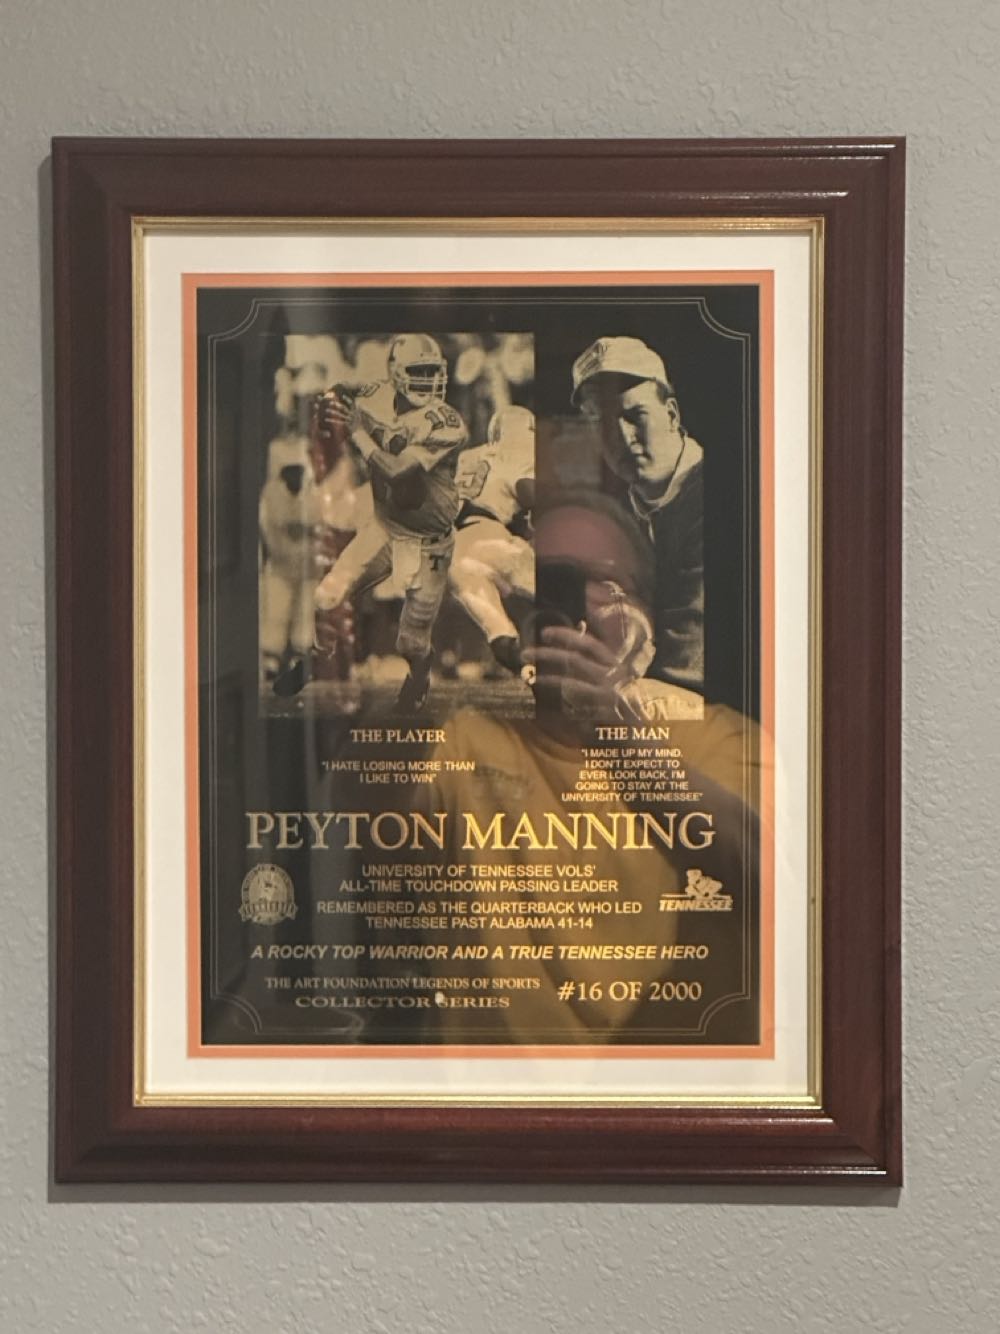 16
T
THE PLAYER
"I HATE LOSING MORE THAN
I LIKE TO WIN"
THE MAN
"I MADE UP MY MIND.
I DON'T EXPECT TO
EVER LOOK BACK, I'M
GOING TO STAY AT THE
UNIVERSITY OF TENNESSEE"
PEYTON MANNING
UNIVERSITY OF TENNESSEE VOLS'
ALL-TIME TOUCHDOWN PASSING LEADER
REMEMBERED AS THE QUARTERBACK WHO LED
TENNESSEE PAST ALABAMA 41-14
TENNESSEE
A ROCKY TOP WARRIOR AND A TRUE TENNESSEE HERO
THE ART FOUNDATION LEGENDS OF SPORTS
COLLECTOR SERIES
#16 OF 2000